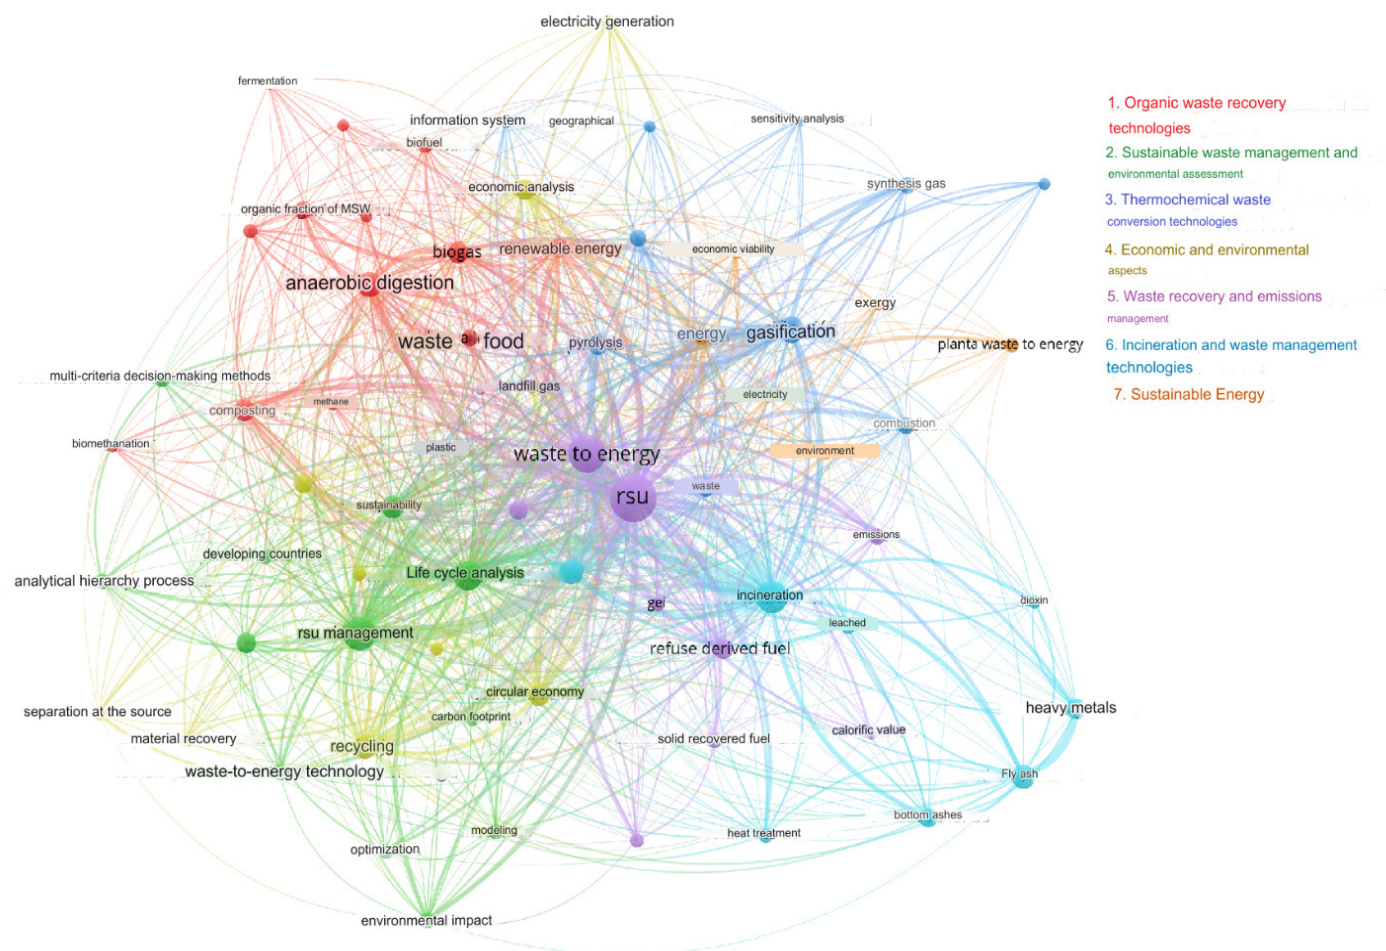 electricity generation
fermentation
information system
geographical
sensitivity analysis
biofuel
economic analysis
synthesis gas
organic fraction of MSW
biogas
renewable energy
economic viability
anaerobic digestion
exergy
waste
food
pyrolysis
energy
gasification
planta waste to energy
multi-criteria decision-making methods
landfill gas
electricity
composting
methane
combustion
biomethanation
plastic
waste to energy
environment
rsu
waste
sustainability
emissions
developing countries
analytical hierarchy process
Life cycle analysis
incineration
dioxin
gei
leached
rsu management
refuse derived fuel
circular economy
heavy metals
separation at the source
carbon footprint
material recovery
recycling
solid recovered fuel
calorific value
waste-to-energy technology
Fly ash
modeling
heat treatment
bottom ashes
optimization
environmental impact
1. Organic waste recovery
technologies
2. Sustainable waste management and
environmental assessment
3. Thermochemical waste
conversion technologies
4. Economic and environmental
aspects
5. Waste recovery and emissions
management
6. Incineration and waste management
technologies
7. Sustainable Energy